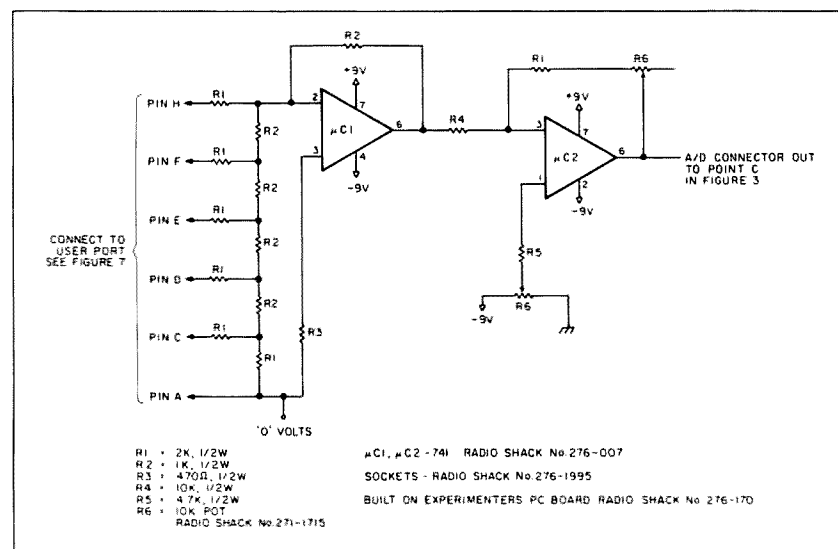 R2
R1
R6
+9V
+9V
R1
PIN H
2
7
μC1
6
R4
3
7
R2
3
4
-9V
μC2
6
A/D CONNECTOR OUT
TO POINT C
IN FIGURE 3
R1
PIN F
R2
1
2
-9V
R1
PIN E
CONNECT TO
USER PORT
SEE FIGURE 7
R2
R5
R1
PIN D
R2
R3
-9V
R6
R1
PIN C
R1
PIN A
'0' VOLTS
R1 = 2K, 1/2W
R2 = 1K, 1/2W
R3 = 470Ω, 1/2W
R4 = 10K, 1/2W
R5 = 4.7K, 1/2W
R6 = 10K POT
RADIO SHACK No.271-1715
μC1, μC2 -741 RADIO SHACK No.276-007
SOCKETS - RADIO SHACK No.276-1995
BUILT ON EXPERIMENTERS PC BOARD RADIO SHACK No 276-170